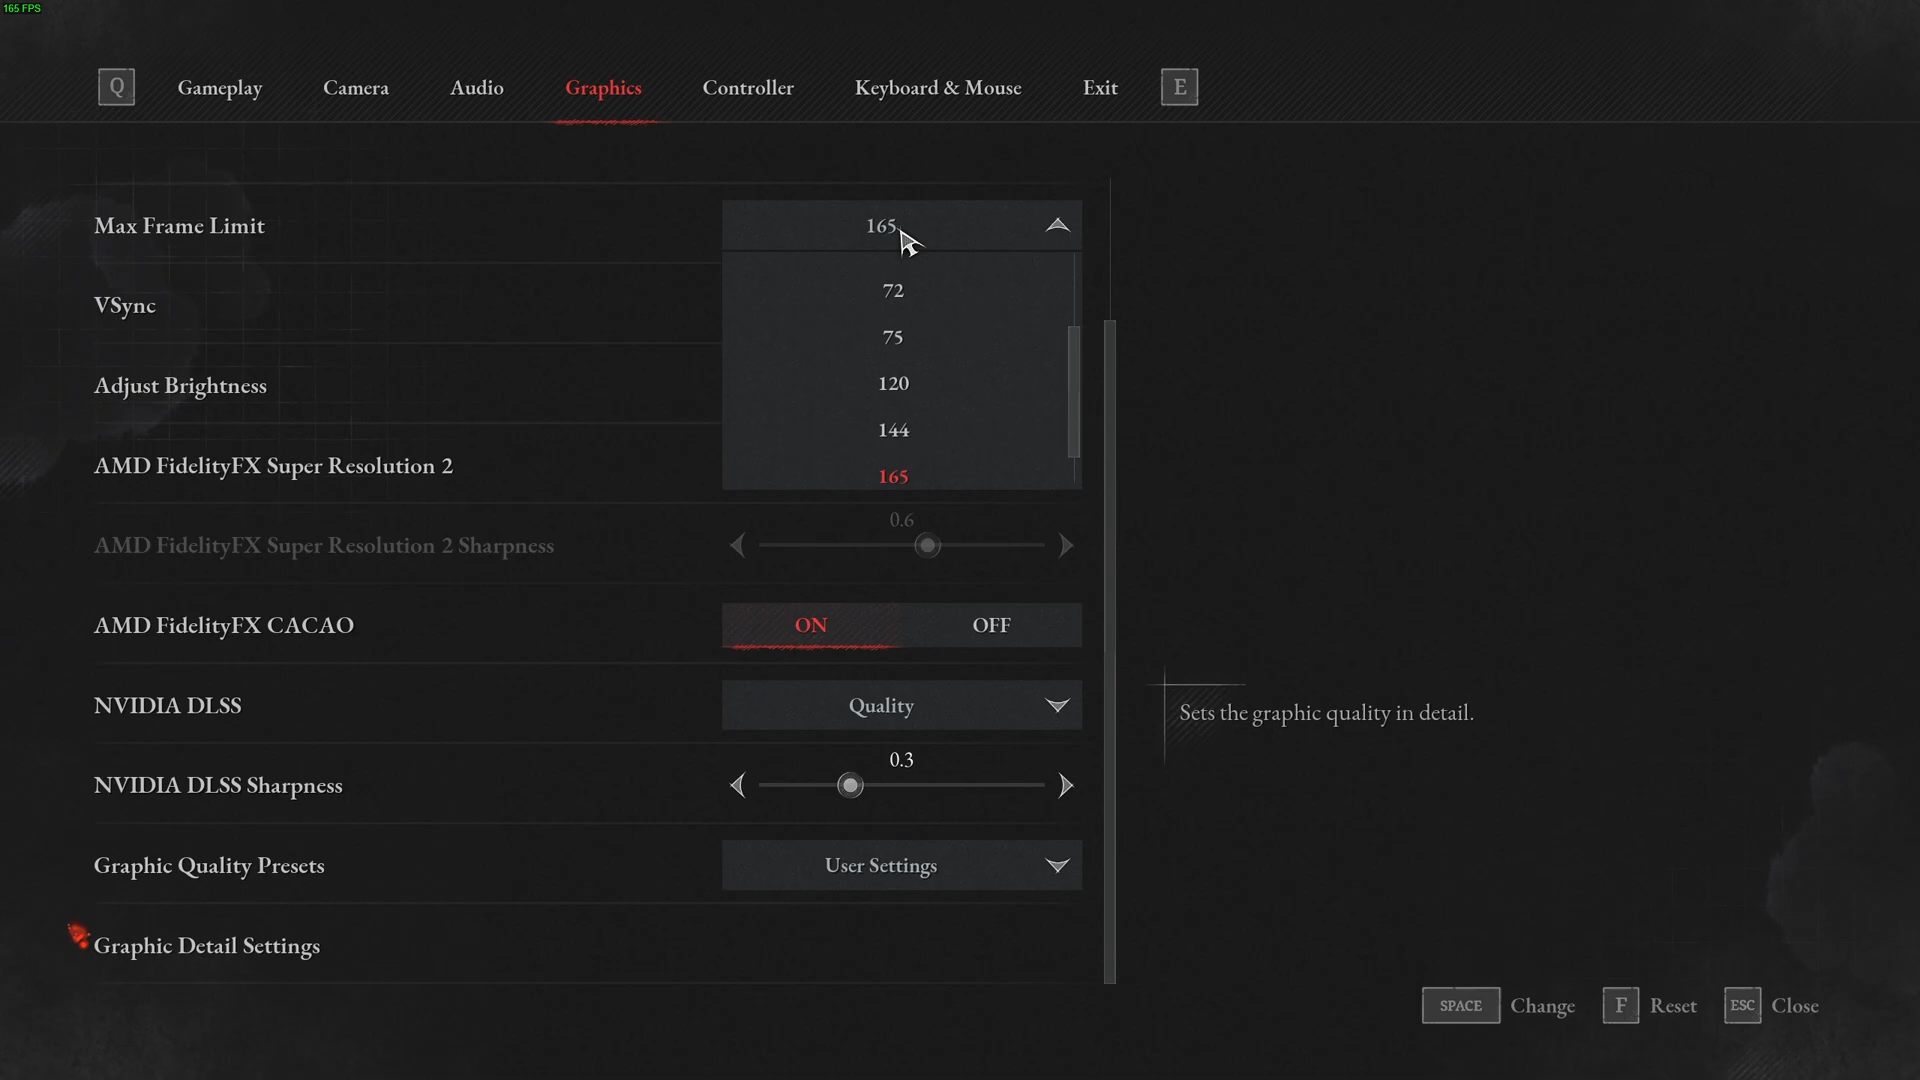 165 FPS
Q Gameplay Camera Audio Graphics Controller Keyboard & Mouse Exit E
Max Frame Limit 165
72
VSync
75
120
Adjust Brightness
144
AMD FidelityFX Super Resolution 2
165
0.6
AMD FidelityFX Super Resolution 2 Sharpness
AMD FidelityFX CACAO ON OFF
NVIDIA DLSS Quality
Sets the graphic quality in detail.
0.3
NVIDIA DLSS Sharpness
Graphic Quality Presets User Settings
Graphic Detail Settings
SPACE Change F Reset ESC Close